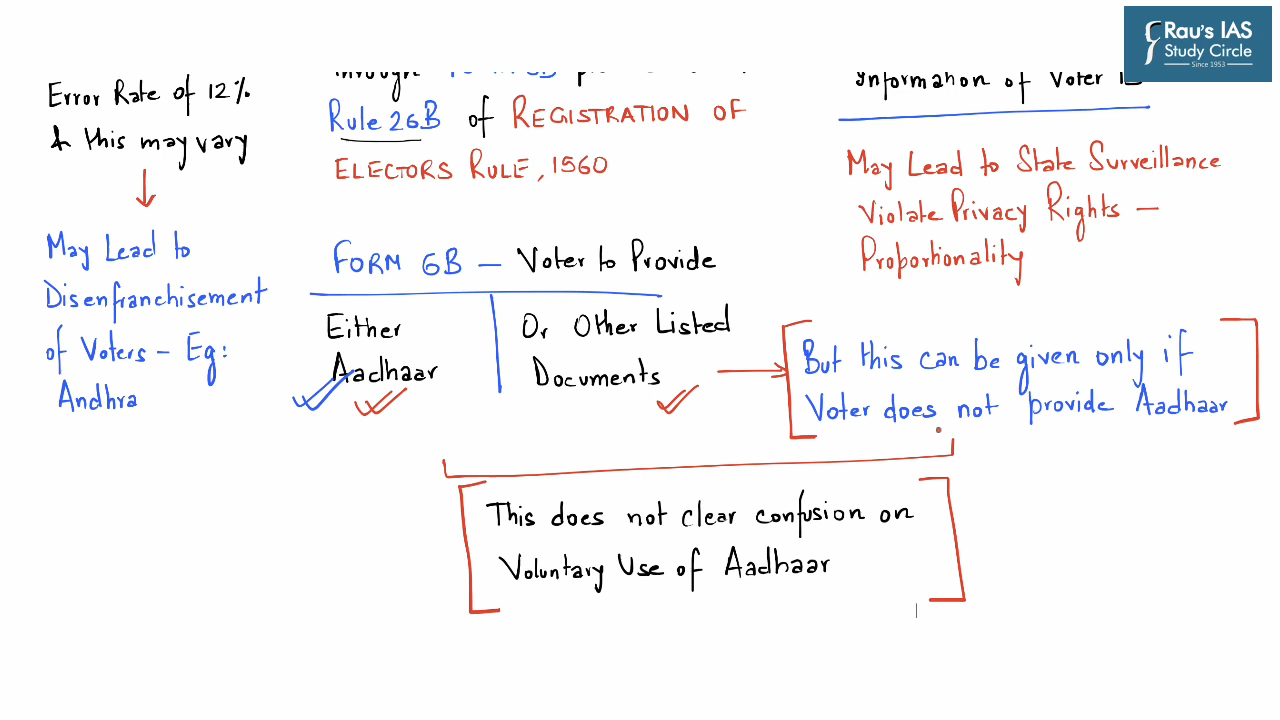 Rau's IAS
Study Circle
Since 1953
Error Rate of 12%
& this may vary
May Lead to
Disenfranchisement
of Voters - Eg:
Andhra
through
Rule 26B of REGISTRATION OF
ELECTORS RULE, 1960
FORM 6B - Voter to Provide
Either
Aadhaar
Or Other Listed
Documents
Information of Voter ID
May Lead to State Surveillance
Violate Privacy Rights -
Proportionality
But this can be given only if
Voter does not provide Aadhaar
This does not clear confusion on
Voluntary Use of Aadhaar